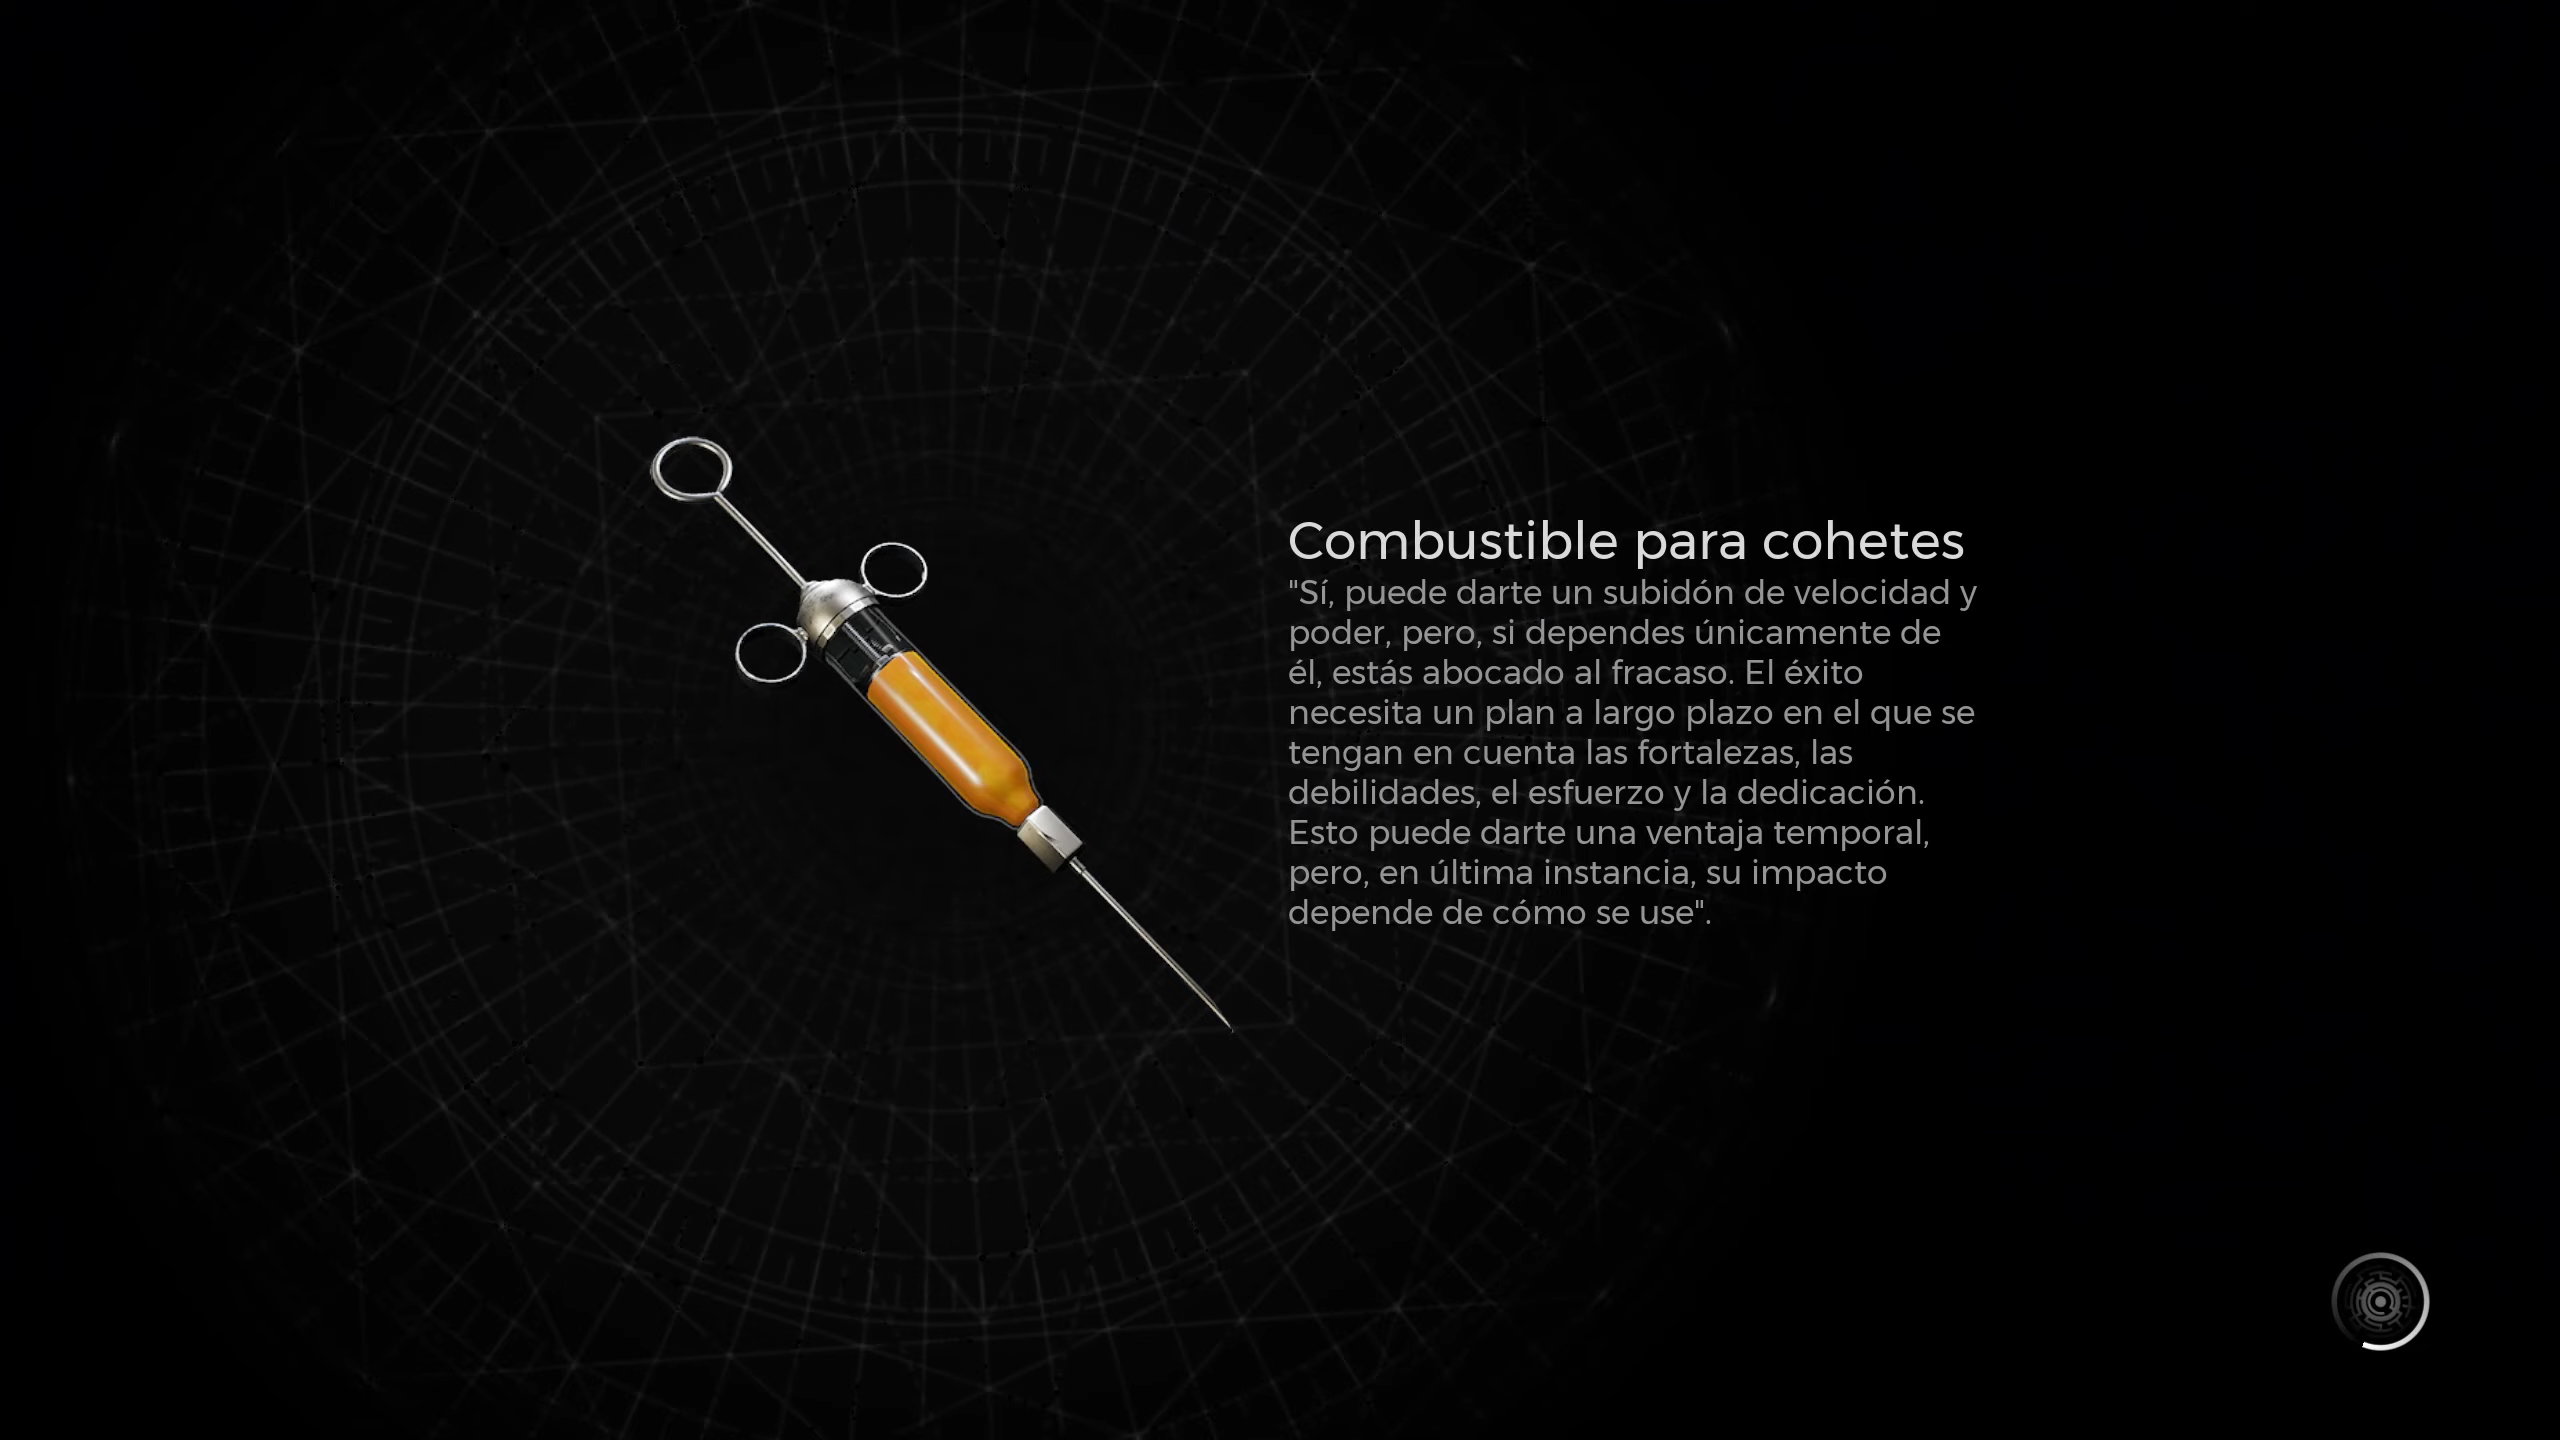 Combustible para cohetes
"Sí, puede darte un subidón de velocidad y
poder, pero, si dependes únicamente de
él, estás abocado al fracaso. El éxito
necesita un plan a largo plazo en el que se
tengan en cuenta las fortalezas, las
debilidades, el esfuerzo y la dedicación.
Esto puede darte una ventaja temporal,
pero, en última instancia, su impacto
depende de cómo se use".